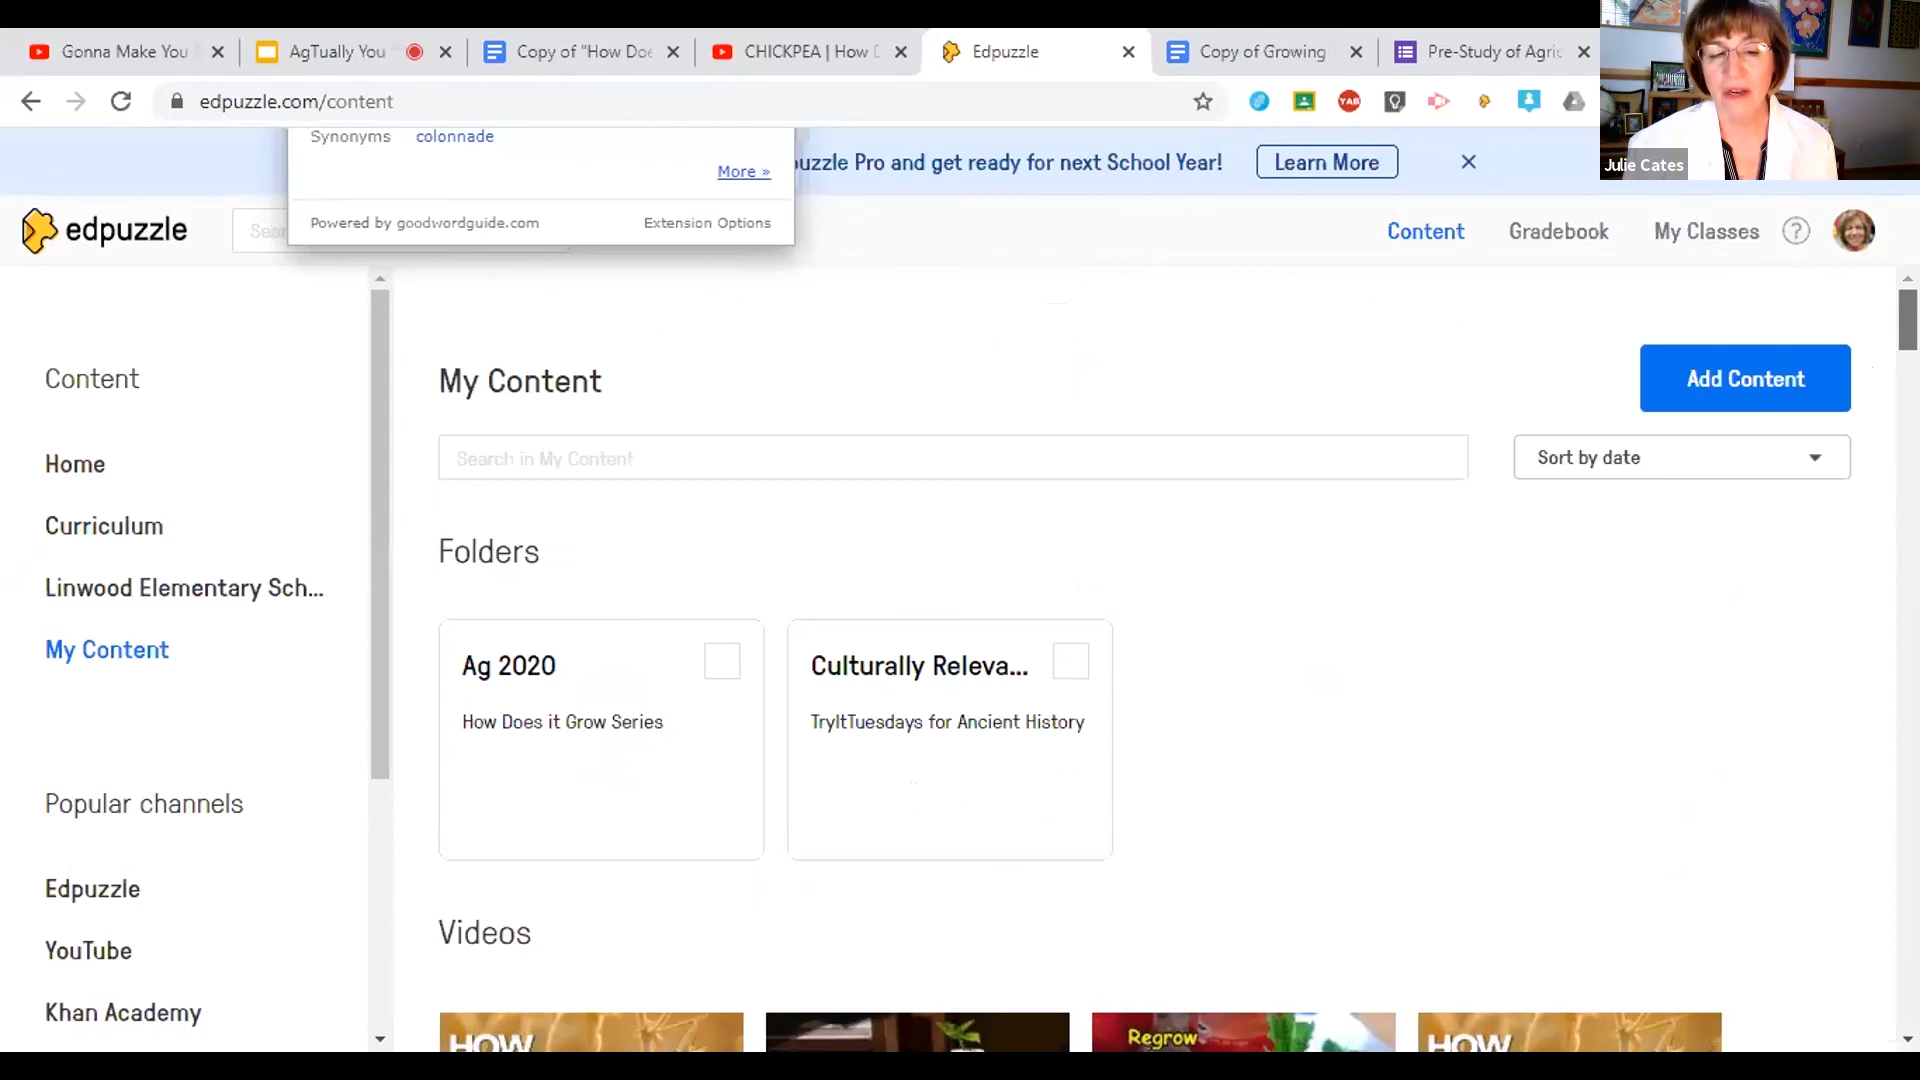 Gonna Make You
AgTually You
Copy of "How Doe
CHICKPEA | How D
Edpuzzle
Copy of Growing
Pre-Study of Agric
edpuzzle.com/content
YAB
Julie Cates
Synonyms colonnade
More »
puzzle Pro and get ready for next School Year!
Learn More
Powered by goodwordguide.com
Extension Options
edpuzzle
Sear
Content
Gradebook
My Classes
?
Content
Home
Curriculum
Linwood Elementary Sch...
My Content
Popular channels
Edpuzzle
YouTube
Khan Academy
My Content
Add Content
Search in My Content
Sort by date
Folders
Ag 2020
How Does it Grow Series
Culturally Releva...
TryItTuesdays for Ancient History
Videos
HOW
Regrow
HOW